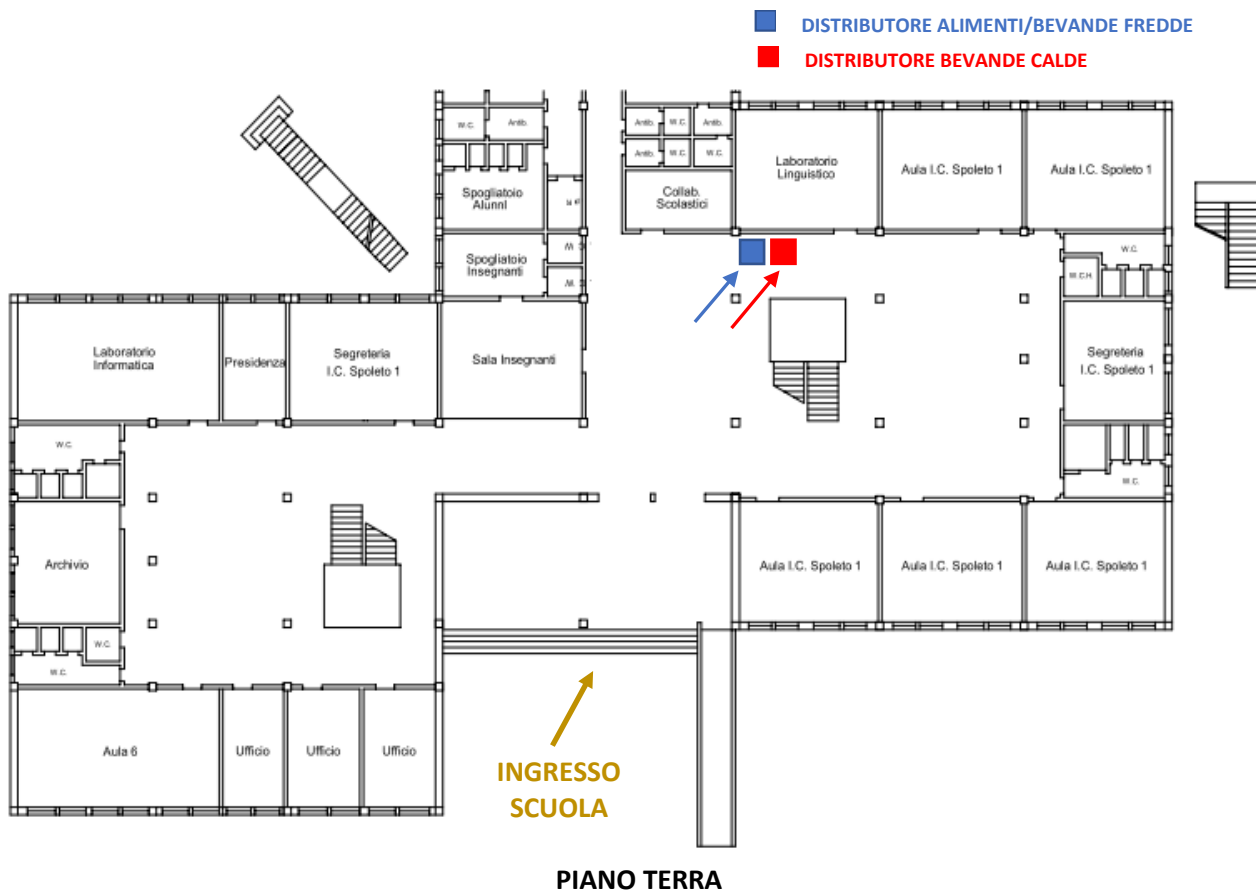 DISTRIBUTORE ALIMENTI/BEVANDE FREDDE
DISTRIBUTORE BEVANDE CALDE
W.C.
Antib.
Antib.
W.C.
Antib.
Antib.
W.C.
W.C.
Laboratorio
Linguistico
Aula I.C. Spoleto 1
Aula I.C. Spoleto 1
Spogliatoio
Alunni
Collab.
Scolastici
Spogliatoio
Insegnanti
W.C.
W.C.H.
Laboratorio
Informatica
Presidenza
Segreteria
I.C. Spoleto 1
Sala Insegnanti
Segreteria
I.C. Spoleto 1
W.C.
W.C.
Archivio
Aula I.C. Spoleto 1
Aula I.C. Spoleto 1
Aula I.C. Spoleto 1
W.C.
W.C.
Aula 6
Ufficio
Ufficio
Ufficio
INGRESSO
SCUOLA
PIANO TERRA